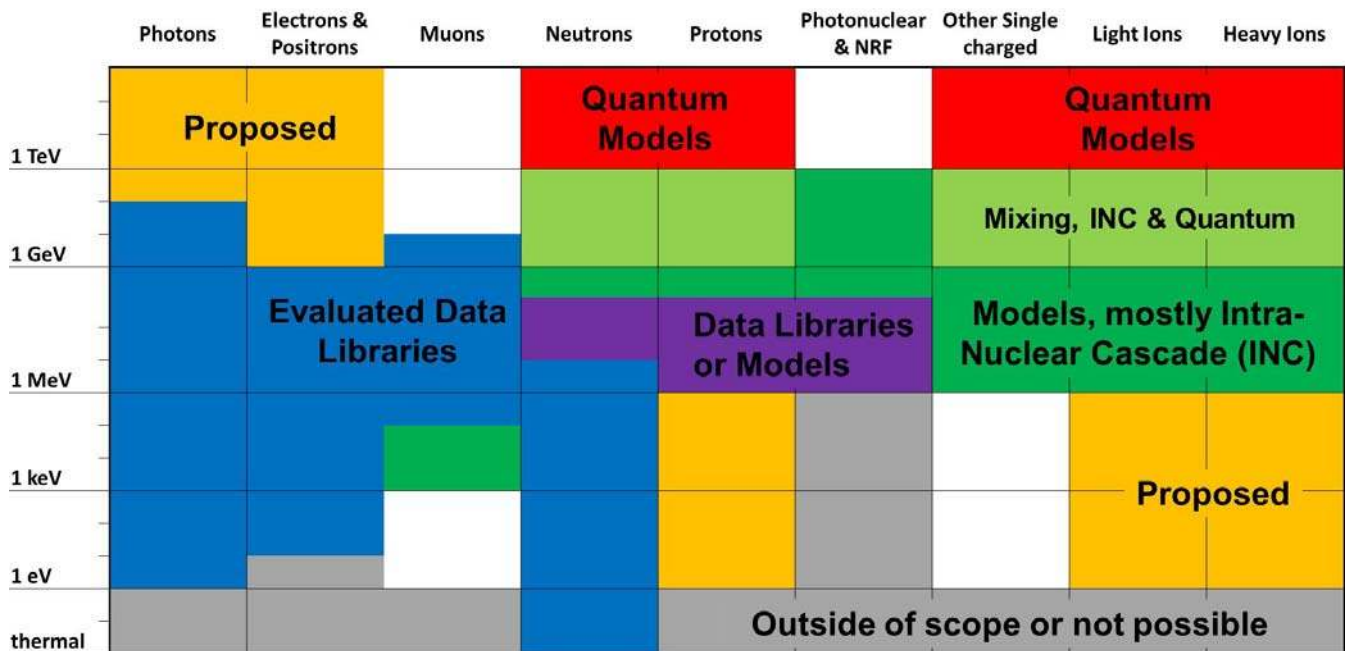 Photons
Electrons &
Positrons
Muons
Neutrons
Protons
Photonuclear
& NRF
Other Single
charged
Light Ions
Heavy Ions
Proposed
Quantum
Models
Quantum
Models
1 TeV
Mixing, INC & Quantum
1 GeV
Evaluated Data
Libraries
Data Libraries
or Models
Models, mostly Intra-
Nuclear Cascade (INC)
1 MeV
1 keV
Proposed
1 eV
Outside of scope or not possible
thermal